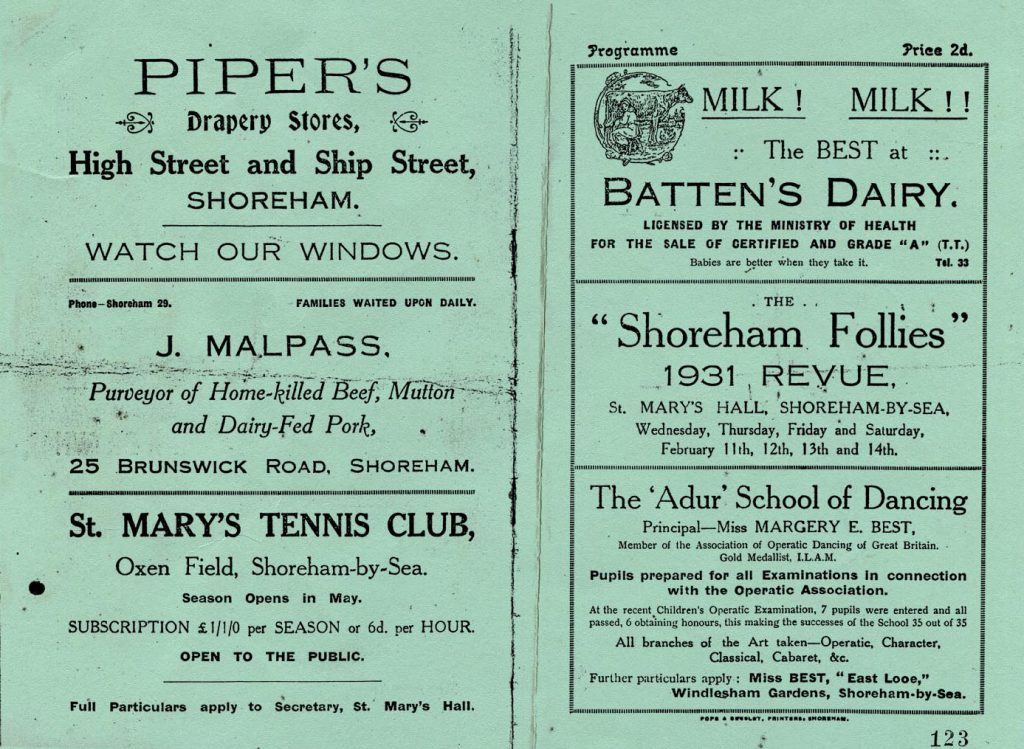 PIPER'S
Drapery Stores,
High Street and Ship Street,
SHOREHAM.
WATCH OUR WINDOWS.
Phone—Shoreham 29. FAMILIES WAITED UPON DAILY.
J. MALPASS,
Purveyor of Home-killed Beef, Mutton
and Dairy-Fed Pork,
25 BRUNSWICK ROAD, SHOREHAM.
St. MARY'S TENNIS CLUB,
Oxen Field, Shoreham-by-Sea.
Season Opens in May.
SUBSCRIPTION £1/1/0 per SEASON or 6d. per HOUR.
OPEN TO THE PUBLIC.
Full Particulars apply to Secretary, St. Mary's Hall.
Programme Price 2d.
MILK ! MILK ! !
:: The BEST at ::
BATTEN'S DAIRY.
LICENSED BY THE MINISTRY OF HEALTH
FOR THE SALE OF CERTIFIED AND GRADE "A" (T.T.)
Babies are better when they take it. Tel. 33
. THE . .
"Shoreham Follies"
1931 REVUE,
St. MARY'S HALL, SHOREHAM-BY-SEA,
Wednesday, Thursday, Friday and Saturday,
February 11th, 12th, 13th and 14th.
The 'Adur' School of Dancing
Principal—Miss MARGERY E. BEST,
Member of the Association of Operatic Dancing of Great Britain.
Gold Medallist, I.L.A.M.
Pupils prepared for all Examinations in connection
with the Operatic Association.
At the recent Children's Operatic Examination, 7 pupils were entered and all
passed, 6 obtaining honours, this making the successes of the School 35 out of 35
All branches of the Art taken—Operatic, Character,
Classical, Cabaret, &c.
Further particulars apply : Miss BEST, "East Looe,"
Windlesham Gardens, Shoreham-by-Sea.
PRINTERS, SHOREHAM.
123